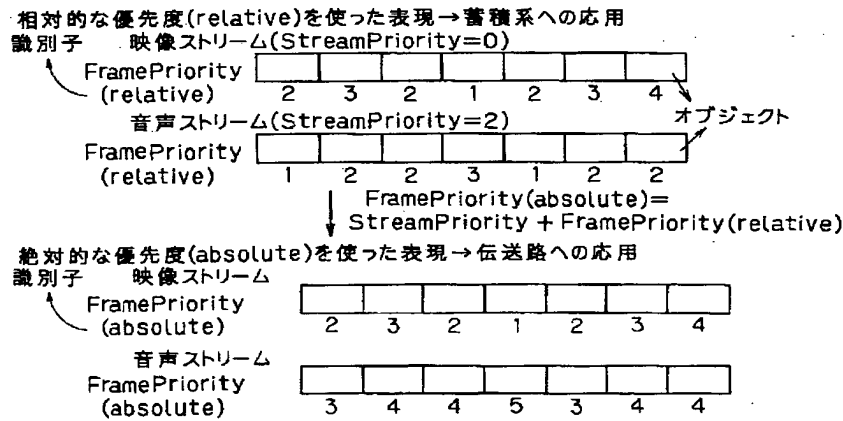 相対的な優先度(relative)を使った表現→蓄積系への応用
識別子 映像ストリーム(StreamPriority=0)
FramePriority
(relative)
2 3 2 1 2 3 4
オブジェクト
音声ストリーム(StreamPriority=2)
FramePriority
(relative)
1 2 2 3 1 2 2
FramePriority(absolute)=
StreamPriority + FramePriority(relative)
絶対的な優先度(absolute)を使った表現→伝送路への応用
識別子 映像ストリーム
FramePriority
(absolute)
2 3 2 1 2 3 4
音声ストリーム
FramePriority
(absolute)
3 4 4 5 3 4 4